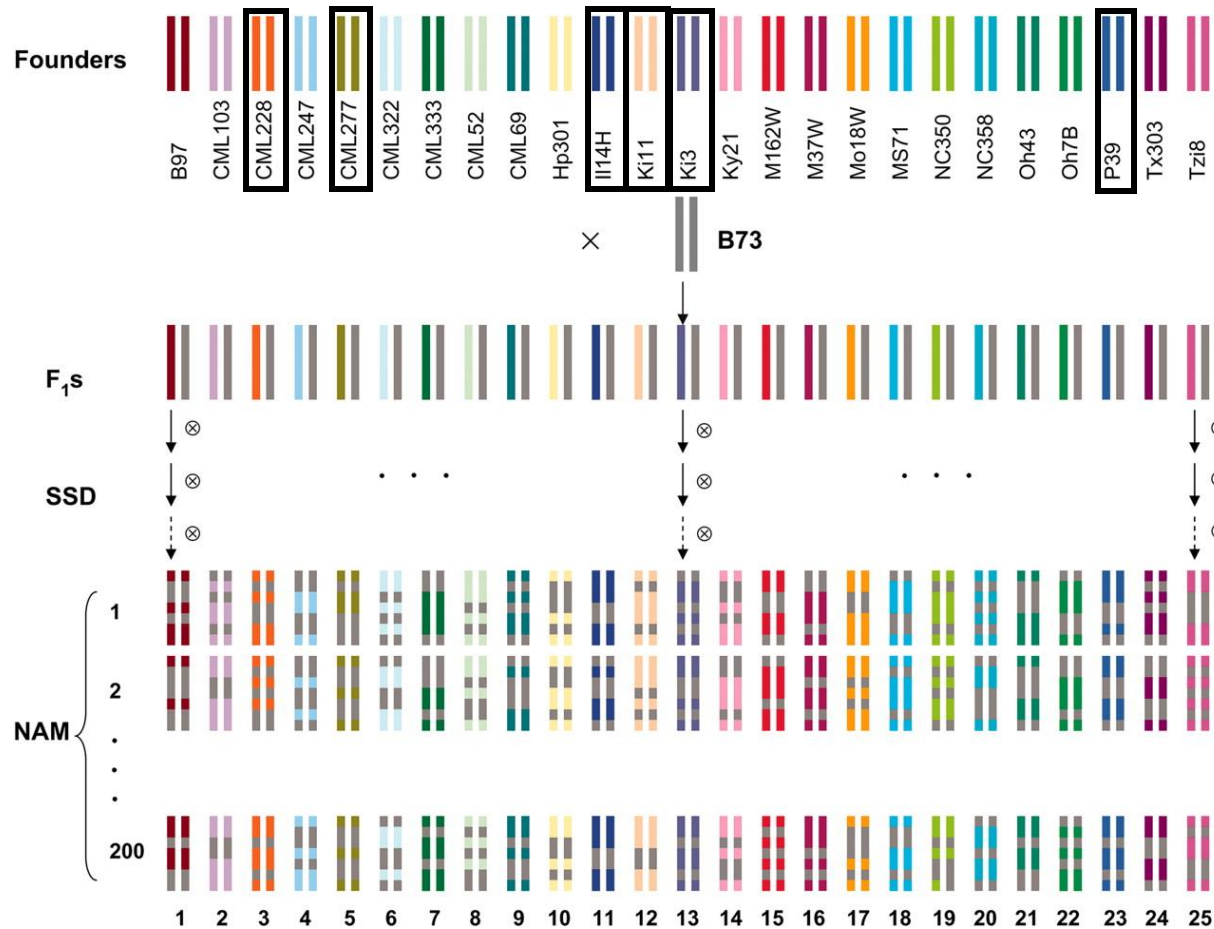 Founders
B97
CML103
CML228
CML247
CML277
CML322
CML333
CML52
CML69
Hp301
Il14H
Ki11
Ki3
Ky21
M162W
M37W
Mo18W
MS71
NC350
NC358
Oh43
Oh7B
P39
Tx303
Tzi8
× B73
F₁s
SSD
NAM
1
2
200
1 2 3 4 5 6 7 8 9 10 11 12 13 14 15 16 17 18 19 20 21 22 23 24 25